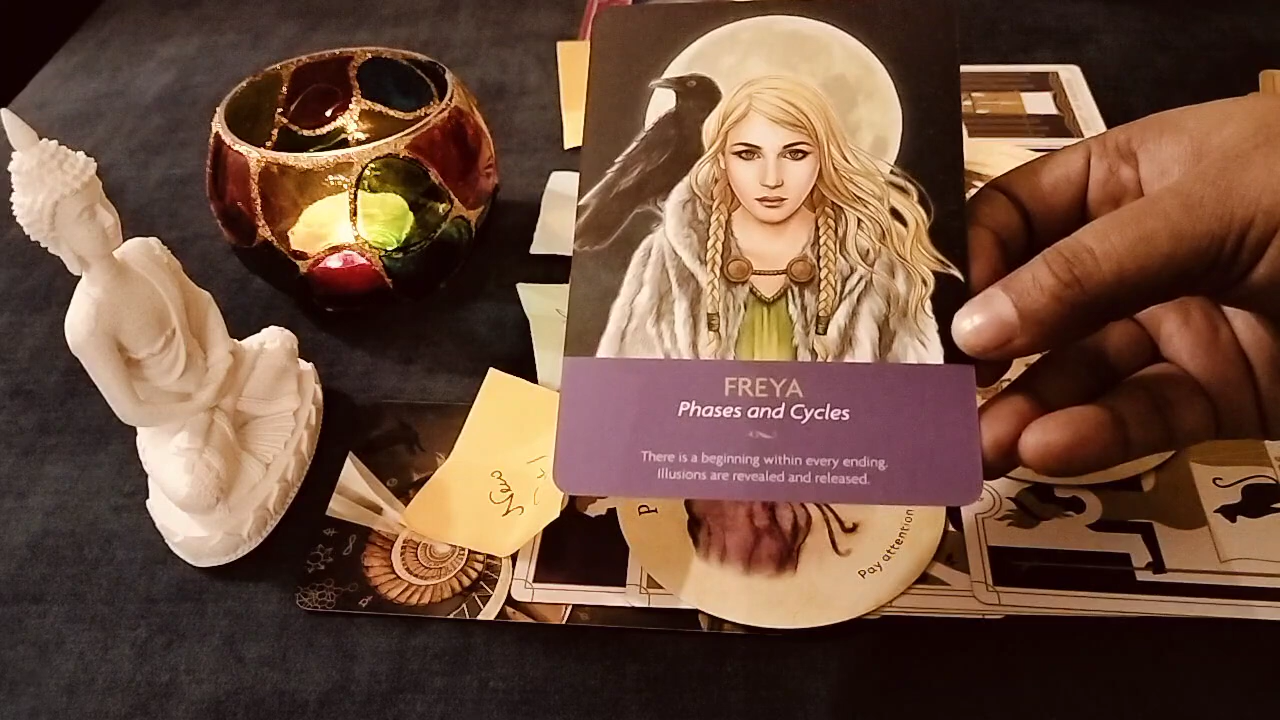 FREYA
Phases and Cycles
There is a beginning within every ending.
Illusions are revealed and released.
Pay attention